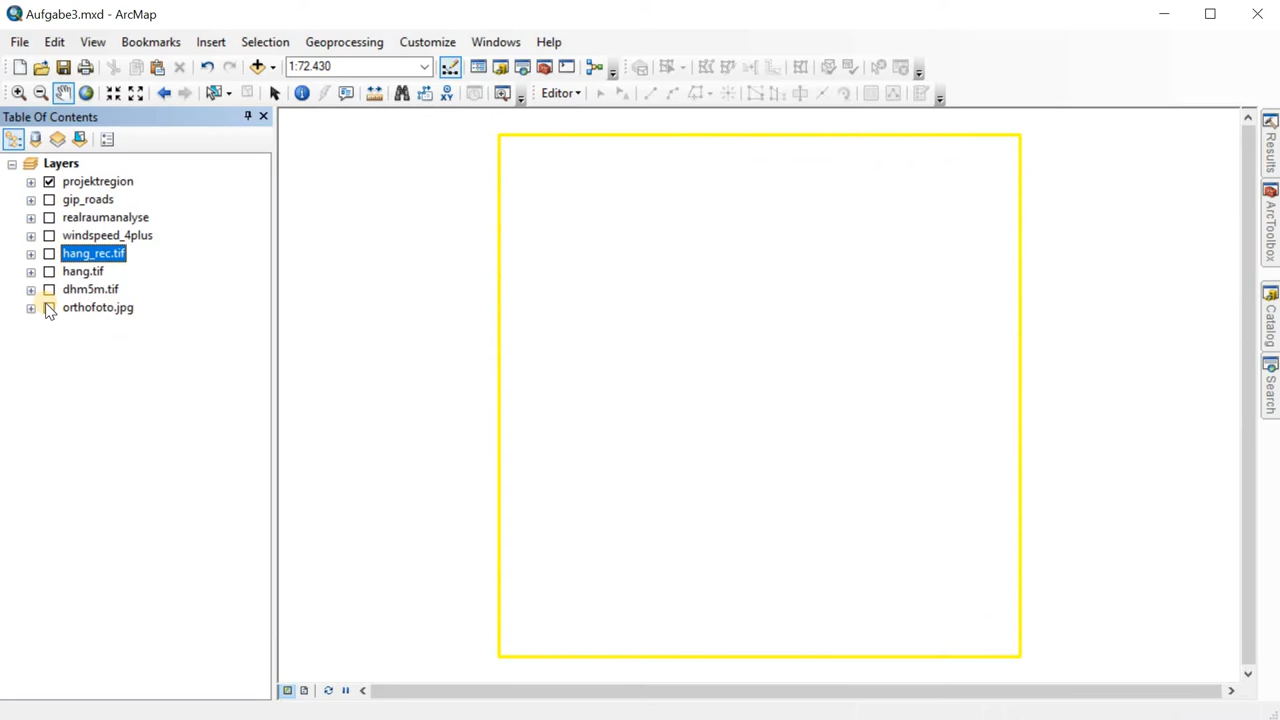 Aufgabe3.mxd - ArcMap
File Edit View Bookmarks Insert Selection Geoprocessing Customize Windows Help
1:72.430
Editor
Table Of Contents
Layers
projektregion
gip_roads
realraumanalyse
windspeed_4plus
hang_rec.tif
hang.tif
dhm5m.tif
orthofoto.jpg
Results
ArcToolbox
Catalog
Search